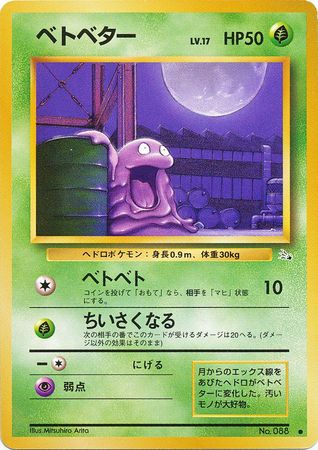 ベトベター LV.17 HP50
ヘドロポケモン：身長0.9m、体重30kg
ベトベト 10
コインを投げて「おもて」なら、相手を「マヒ」状態に
する。
ちいさくなる
次の相手の番でこのカードが受けるダメージは20へる。(ダメー
ジ以外の効果はそのまま)
− にげる
弱点
月からのエックス線を
あびたヘドロがベトベ
ターに変化した。汚い
モノが大好物。
Illus.Mitsuhiro Arita No. 088